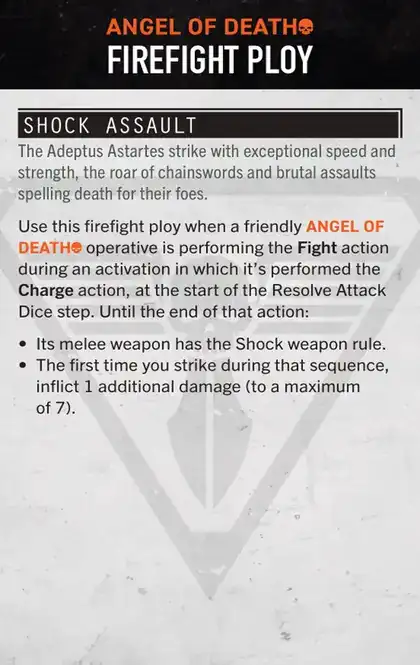 ANGEL OF DEATH
FIREFIGHT PLOY
SHOCK ASSAULT
The Adeptus Astartes strike with exceptional speed and
strength, the roar of chainswords and brutal assaults
spelling death for their foes.
Use this firefight ploy when a friendly ANGEL OF
DEATH operative is performing the Fight action
during an activation in which it's performed the
Charge action, at the start of the Resolve Attack
Dice step. Until the end of that action:
• Its melee weapon has the Shock weapon rule.
• The first time you strike during that sequence,
inflict 1 additional damage (to a maximum
of 7).